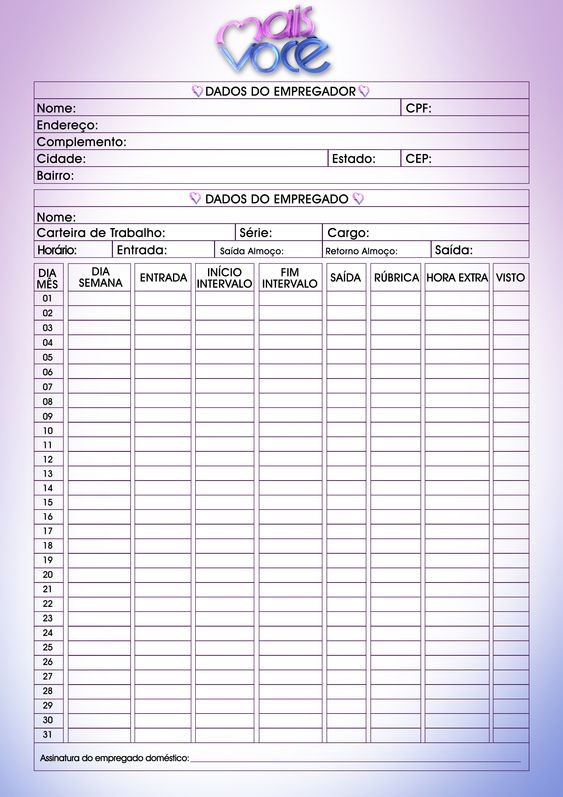 mais
você
DADOS DO EMPREGADOR
Nome: CPF:
Endereço:
Complemento:
Cidade: Estado: CEP:
Bairro:
DADOS DO EMPREGADO
Nome:
Carteira de Trabalho: Série: Cargo:
Horário: Entrada: Saída Almoço: Retorno Almoço: Saída:
DIA MÊS DIA SEMANA ENTRADA INÍCIO INTERVALO FIM INTERVALO SAÍDA RÚBRICA HORA EXTRA VISTO
01
02
03
04
05
06
07
08
09
10
11
12
13
14
15
16
17
18
19
20
21
22
23
24
25
26
27
28
29
30
31
Assinatura do empregado doméstico: